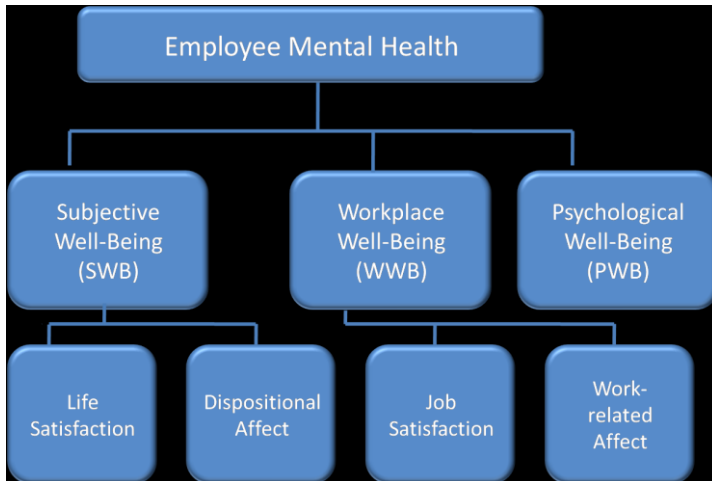 Employee Mental Health
Subjective
Well-Being
(SWB)
Workplace
Well-Being
(WWB)
Psychological
Well-Being
(PWB)
Life
Satisfaction
Dispositional
Affect
Job
Satisfaction
Work-
related
Affect